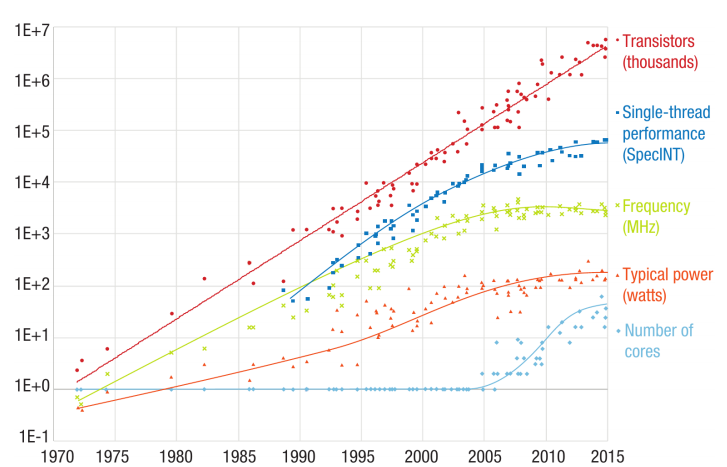 1E+7
1E+6
1E+5
1E+4
1E+3
1E+2
1E+1
1E+0
1E-1
1970 1975 1980 1985 1990 1995 2000 2005 2010 2015
Transistors
(thousands)
Single-thread
performance
(SpecINT)
Frequency
(MHz)
Typical power
(watts)
Number of
cores